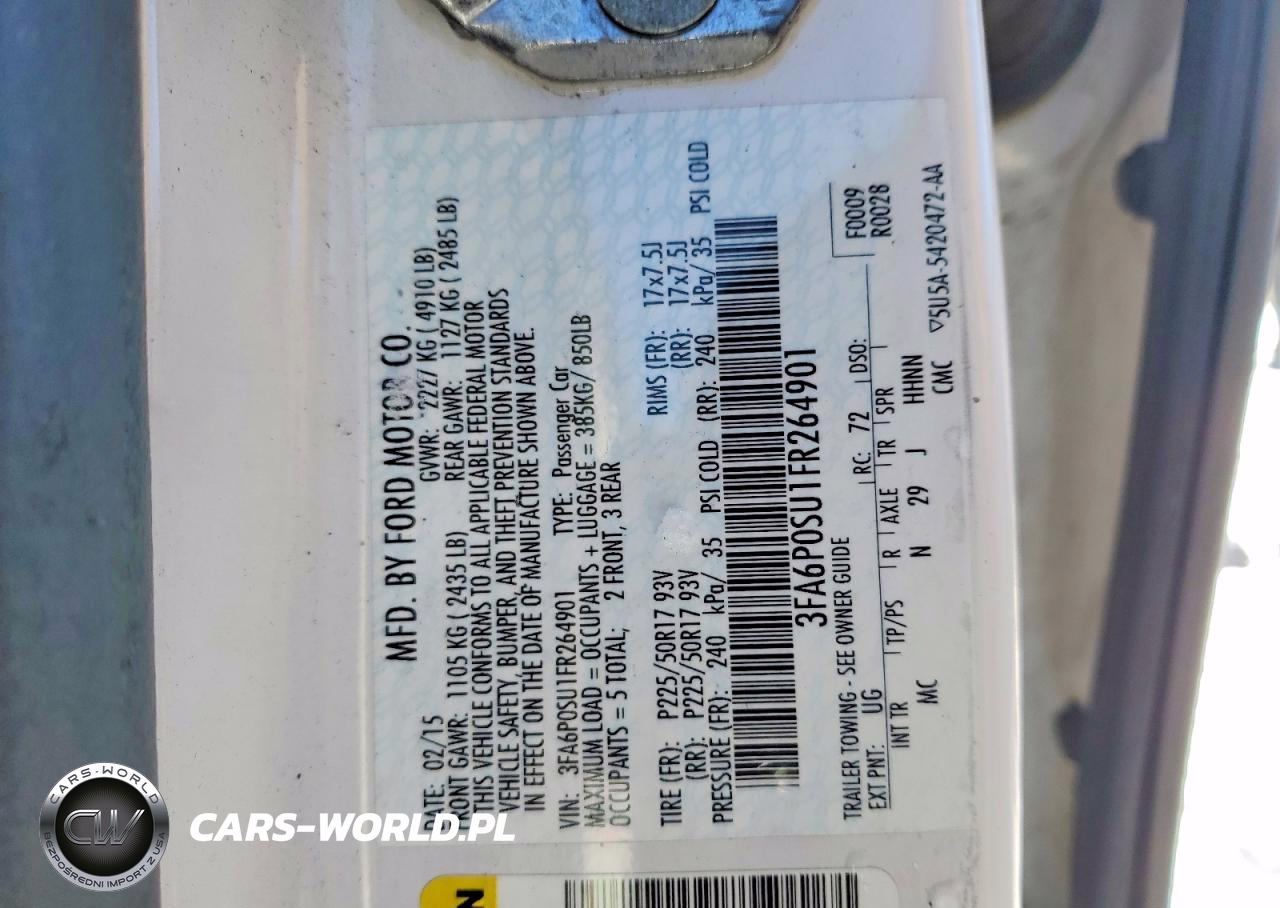 MFD. BY FORD MOTOR CO.
DATE: 02/15 GVWR: 2227 KG ( 4910 LB)
FRONT GAWR: 1105 KG ( 2435 LB) REAR GAWR: 1127 KG ( 2485 LB)
THIS VEHICLE CONFORMS TO ALL APPLICABLE FEDERAL MOTOR
VEHICLE SAFETY, BUMPER, AND THEFT PREVENTION STANDARDS
IN EFFECT ON THE DATE OF MANUFACTURE SHOWN ABOVE.
VIN: 3FA6P0SU1FR264901 TYPE: Passenger Car
MAXIMUM LOAD = OCCUPANTS + LUGGAGE = 385KG/ 850LB
OCCUPANTS = 5 TOTAL, 2 FRONT, 3 REAR
TIRE (FR): P225/50R17 93V RIMS (FR): 17x7.5J
(RR): P225/50R17 93V (RR): 17x7.5J
PRESSURE (FR): 240 kPa/ 35 PSI COLD (RR): 240 kPa/ 35 PSI COLD
3FA6P0SU1FR264901
TRAILER TOWING - SEE OWNER GUIDE F0009
EXT PNT: UG RC: 72 DSO: R0028
INT TR TP/PS R AXLE TR SPR
MC N 29 J HHNN
CMC ▽5U5A-5420472-AA
CARS-WORLD
CW
BEZPOŚREDNI IMPORT Z USA
CARS-WORLD.PL